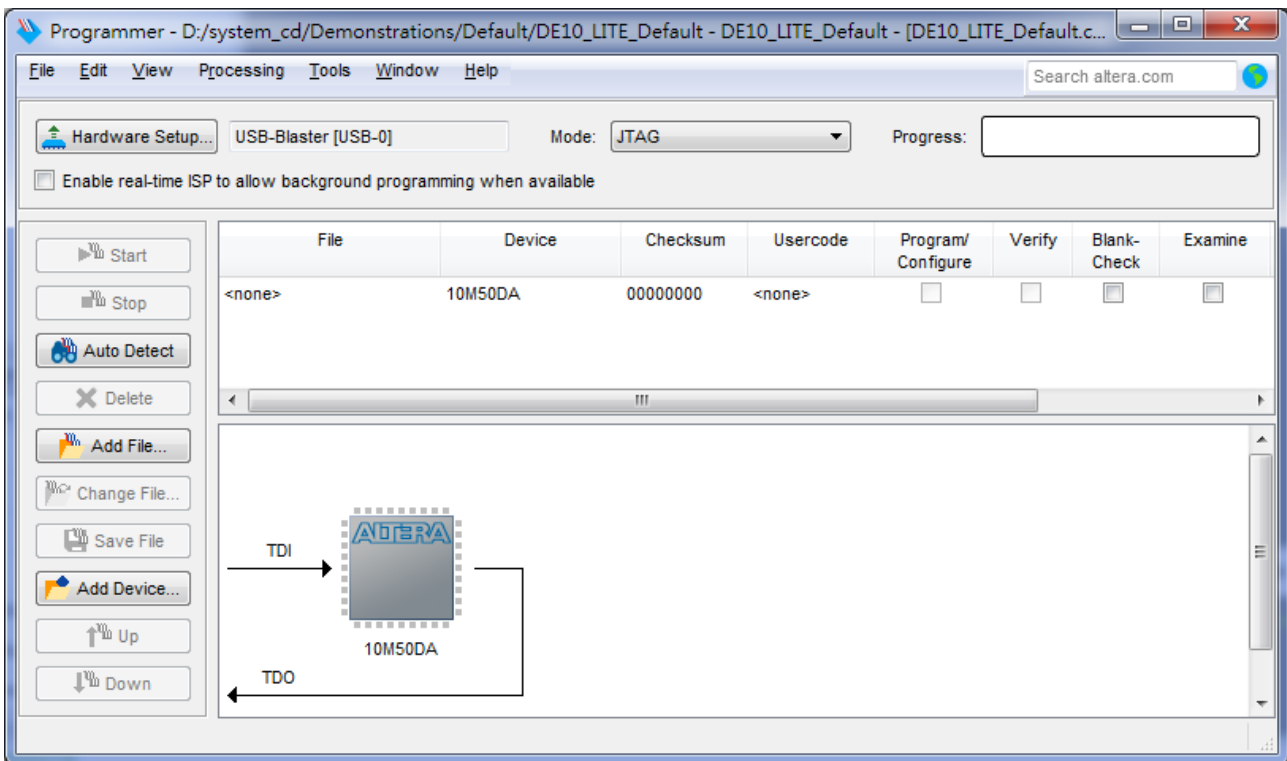 Programmer - D:/system_cd/Demonstrations/Default/DE10_LITE_Default - DE10_LITE_Default - [DE10_LITE_Default.c...
File Edit View Processing Tools Window Help Search altera.com
Hardware Setup... USB-Blaster [USB-0] Mode: JTAG Progress:
Enable real-time ISP to allow background programming when available
Start
Stop
Auto Detect
Delete
Add File...
Change File...
Save File
Add Device...
Up
Down
File Device Checksum Usercode Program/ Verify Blank- Examine
Configure Check
<none> 10M50DA 00000000 <none>
ALTERA
TDI
10M50DA
TDO